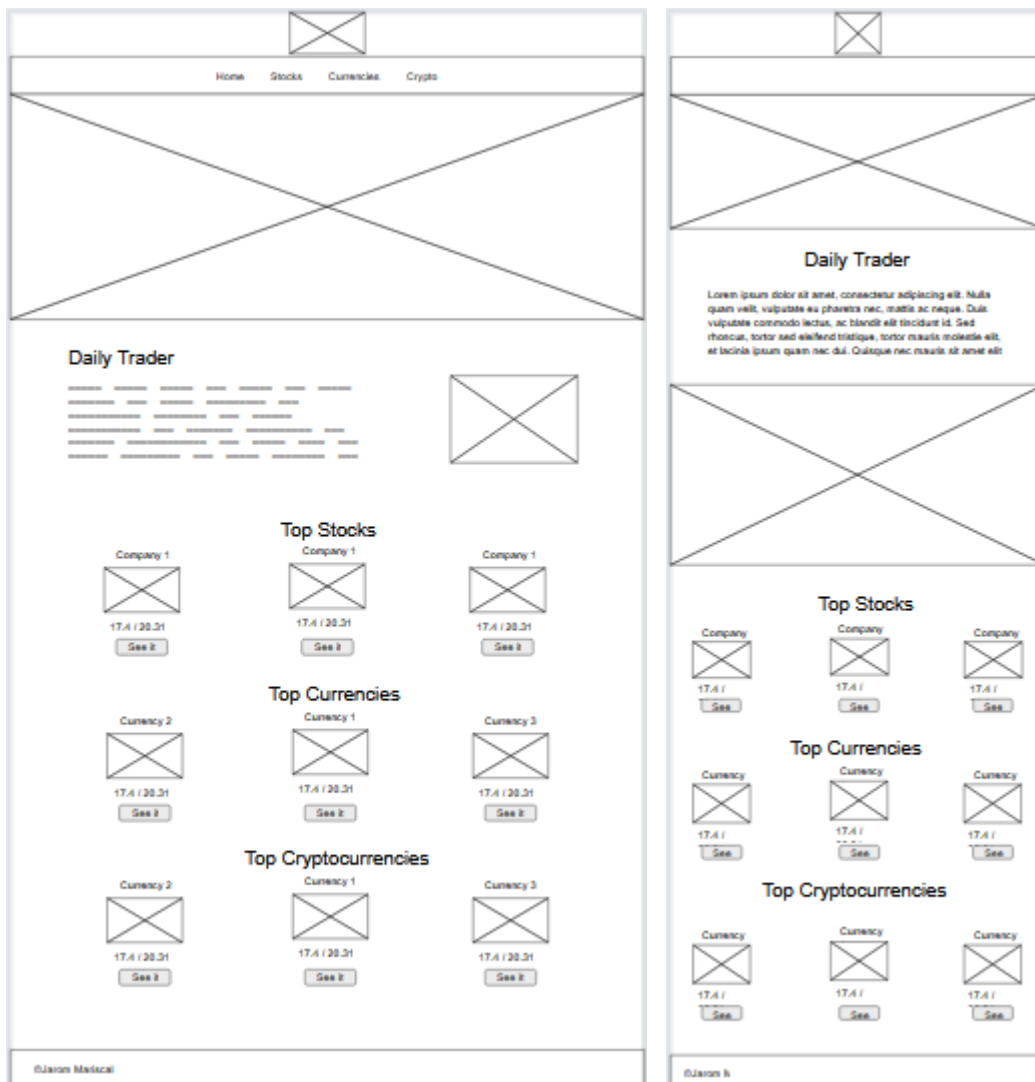 Home Stocks Currencies Crypto
Daily Trader
Top Stocks
Company 1 Company 1 Company 1
17.4 / 20.31 17.4 / 20.31 17.4 / 20.31
See it See it See it
Top Currencies
Currency 2 Currency 1 Currency 3
17.4 / 20.31 17.4 / 20.31 17.4 / 20.31
See it See it See it
Top Cryptocurrencies
Currency 2 Currency 1 Currency 3
17.4 / 20.31 17.4 / 20.31 17.4 / 20.31
See it See it See it
©Jarom Mariscal
Daily Trader
Lorem ipsum dolor sit amet, consectetur adipiscing elit. Nulla
quam velit, vulputate eu pharetra nec, mattis ac neque. Duis
vulputate commodo lectus, ac blandit elit tincidunt id. Sed
rhoncus, tortor sed eleifend tristique, tortor mauris molestie elit,
et lacinia ipsum quam nec dui. Quisque nec mauris sit amet elit
Top Stocks
Company Company Company
17.4 / 17.4 / 17.4 /
See See See
Top Currencies
Currency Currency Currency
17.4 / 17.4 / 17.4 /
See See See
Top Cryptocurrencies
Currency Currency Currency
17.4 / 17.4 / 17.4 /
See See See
©Jarom